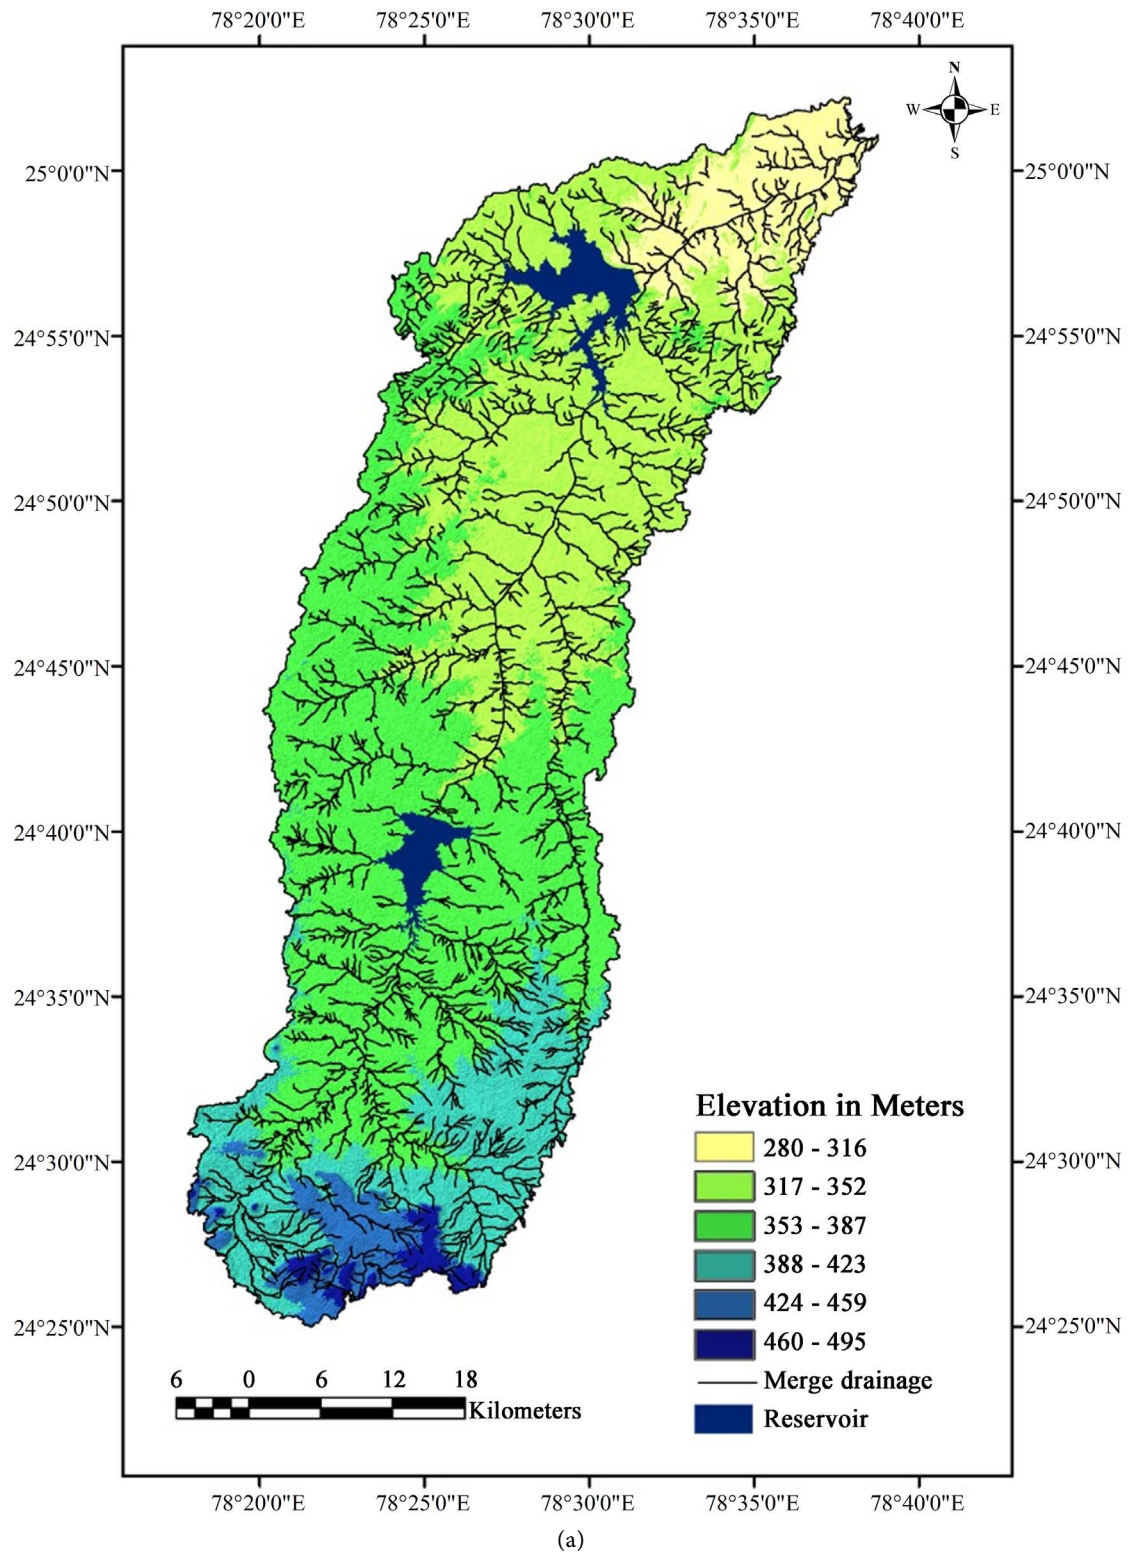 78°20'0"E 78°25'0"E 78°30'0"E 78°35'0"E 78°40'0"E
N
W E
S
25°0'0"N 25°0'0"N
24°55'0"N 24°55'0"N
24°50'0"N 24°50'0"N
24°45'0"N 24°45'0"N
24°40'0"N 24°40'0"N
24°35'0"N 24°35'0"N
24°30'0"N 24°30'0"N
24°25'0"N 24°25'0"N
Elevation in Meters
280 - 316
317 - 352
353 - 387
388 - 423
424 - 459
460 - 495
Merge drainage
Reservoir
6 0 6 12 18
Kilometers
78°20'0"E 78°25'0"E 78°30'0"E 78°35'0"E 78°40'0"E
(a)